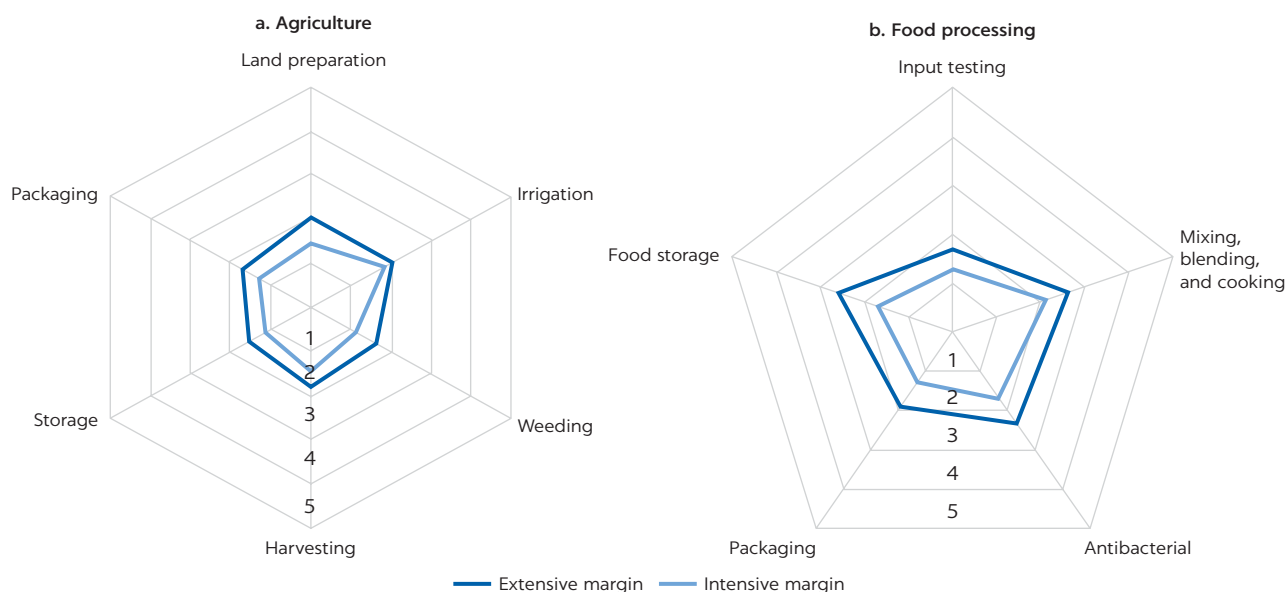 a. Agriculture
Land preparation
Packaging
Irrigation
1
2
3
4
5
Storage
Weeding
Harvesting
b. Food processing
Input testing
Food storage
Mixing,
blending,
and cooking
1
2
3
4
5
Packaging
Antibacterial
Extensive margin
Intensive margin